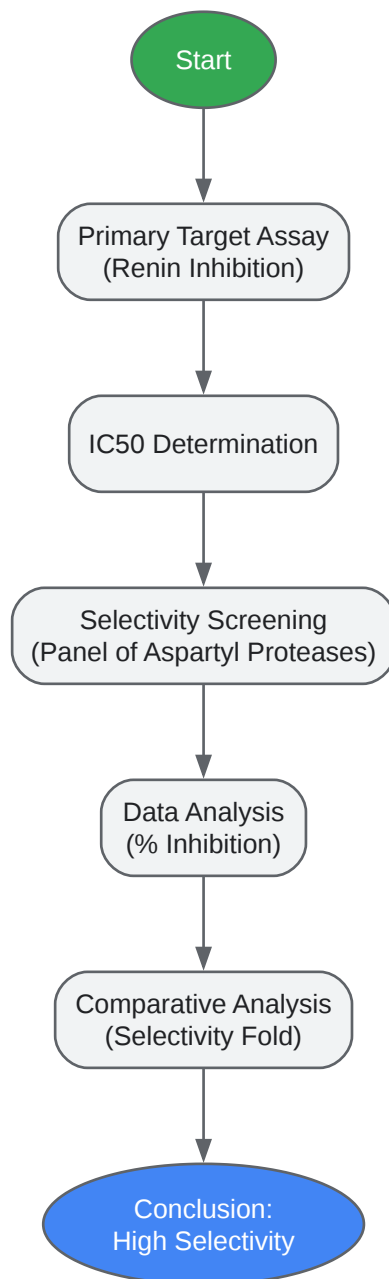 Start
Primary Target Assay
(Renin Inhibition)
IC50 Determination
Selectivity Screening
(Panel of Aspartyl Proteases)
Data Analysis
(% Inhibition)
Comparative Analysis
(Selectivity Fold)
Conclusion:
High Selectivity